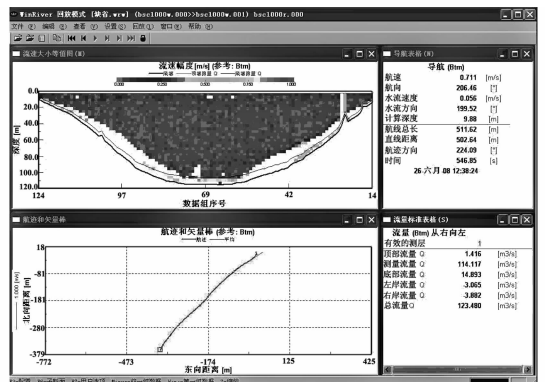 WinRiver 回放模式 [缺省.wrw] (bsc1000w.000>>bsc1000w.001) bsc1000r.000
文件(F) 编辑(E) 查看(V) 设置(S) 回放(L) 窗口(W) 帮助(H)
流速大小等值图(M)
流速幅度[m/s] (参考: Btm)
0.000 0.250 0.500 0.750 1.000
0.0
20.0
40.0
60.0
80.0
100.0
120.0
深度 [m]
124 97 69 42 14
数据组序号
导航表格(N)
导航 (Btm)
航速 0.711 [m/s]
航向 206.46 [°]
水流速度 0.056 [m/s]
水流方向 199.52 [°]
计算深度 9.88 [m]
航线总长 511.62 [m]
直线距离 502.64 [m]
航迹方向 224.09 [°]
时间 546.85 [s]
26-六月-08 12:38:24
航迹和矢量棒
航迹和矢量棒 (参考: Btm)
航迹 平均
18
-81
-181
-280
-379
北向距离 [m]
-772 -473 -174 125 425
东向距离 [m]
流量标准表格(S)
流量 (Btm) 从右向左
有效的测层 1
顶部流量 Q 1.416 [m3/s]
测量流量 Q 114.117 [m3/s]
底部流量 Q 14.893 [m3/s]
左岸流量 Q -3.065 [m3/s]
右岸流量 Q -3.882 [m3/s]
总流量Q 123.480 [m3/s]